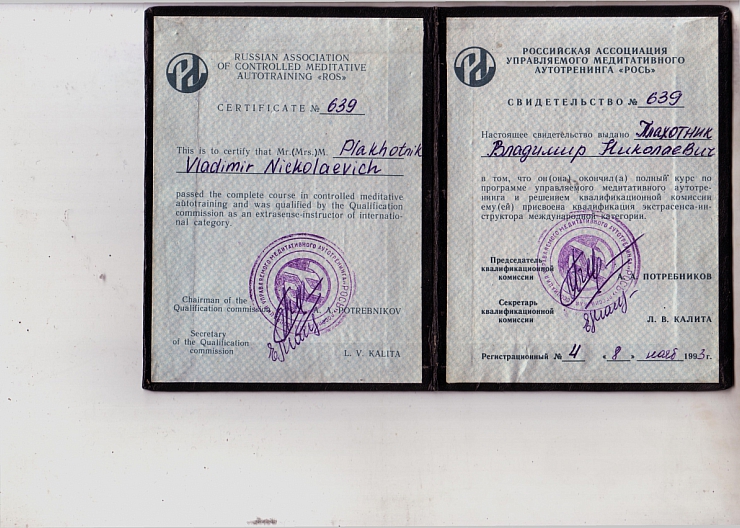 RUSSIAN ASSOCIATION
OF CONTROLLED MEDITATIVE
AUTOTRAINING «ROS»
CERTIFICATE № 639
This is to certify that Mr.(Mrs.)M. Plakhotnik
Vladimir Nickolaevich
passed the complete course in controlled meditative
autotraining and was qualified by the Qualification
commission as an extrasense-instructor of internatio-
nal category.
Chairman of the
Qualification commission A. A. POTREBNIKOV
Secretary
of the Qualification
commission
L. V. KALITA
РОССИЙСКАЯ АССОЦИАЦИЯ
УПРАВЛЯЕМОГО МЕДИТАТИВНОГО
АУТОТРЕНИНГА «РОСЬ»
СВИДЕТЕЛЬСТВО № 639
Настоящее свидетельство выдано Плахотник
Владимир Николаевич
в том, что он(она) окончил(а) полный курс по
программе управляемого медитативного аутотре-
нинга и решением квалификационной комиссии
ему(ей) присвоена квалификация экстрасенса-ин-
структора международной категории.
Председатель
квалификационной
комиссии А. А. ПОТРЕБНИКОВ
Секретарь
квалификационной
комиссии
Л. В. КАЛИТА
Регистрационный № 4 « 8 » нояб 1993 г.